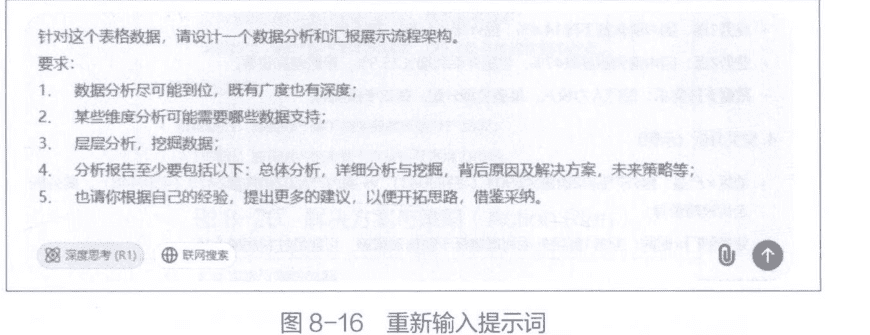 针对这个表格数据，请设计一个数据分析和汇报展示流程架构。
要求：
1. 数据分析尽可能到位，既有广度也有深度；
2. 某些维度分析可能需要哪些数据支持；
3. 层层分析，挖掘数据；
4. 分析报告至少要包括以下：总体分析，详细分析与挖掘，背后原因及解决方案，未来策略等；
5. 也请你根据自己的经验，提出更多的建议，以便开拓思路，借鉴采纳。
深度思考 (R1) 联网搜索
图 8-16 重新输入提示词